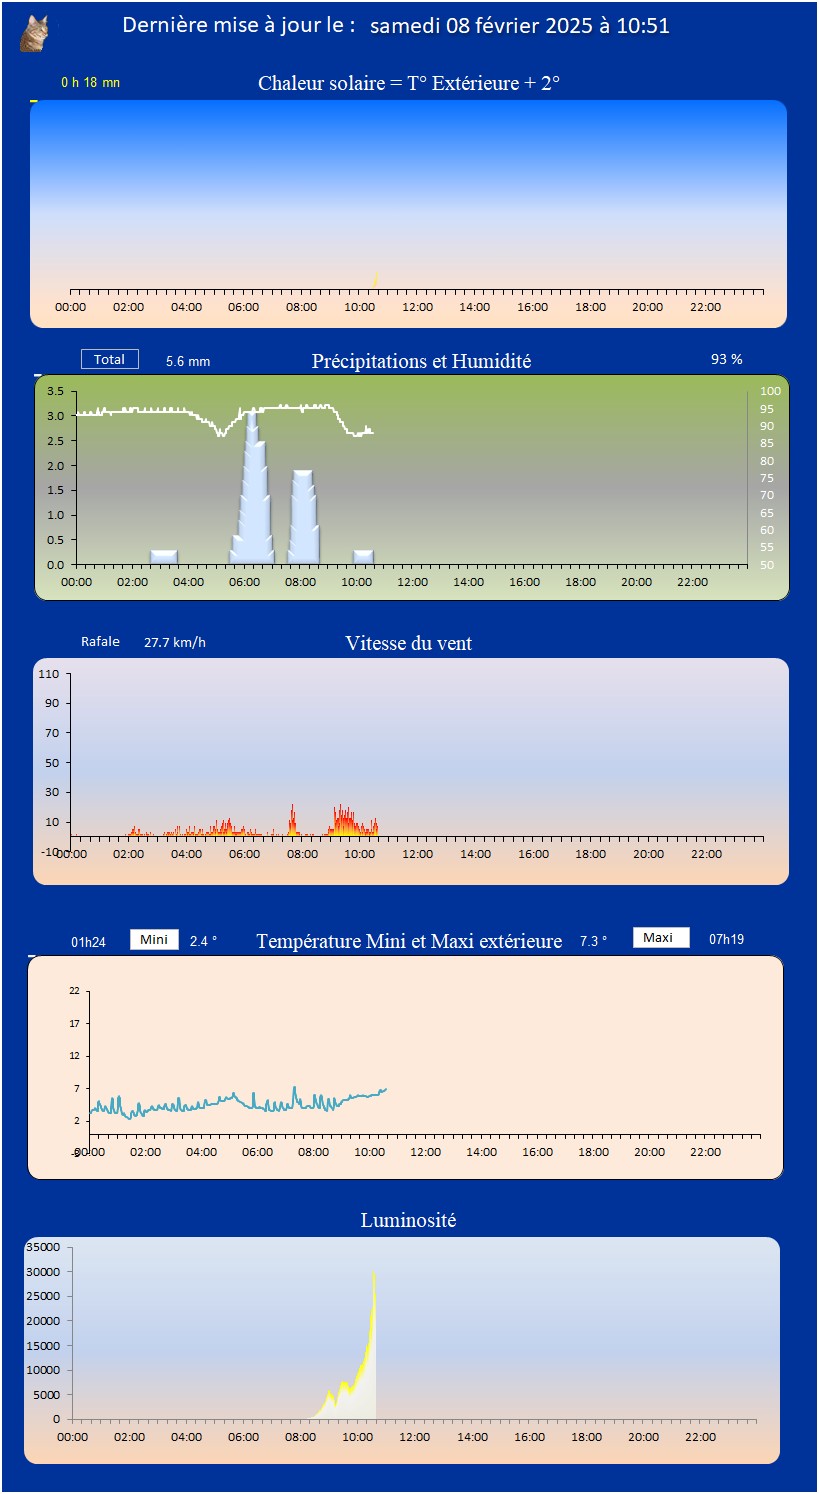 Dernière mise à jour le : samedi 08 février 2025 à 10:51
0 h 18 mn Chaleur solaire = T° Extérieure + 2°
00:00 02:00 04:00 06:00 08:00 10:00 12:00 14:00 16:00 18:00 20:00 22:00
Total 5.6 mm Précipitations et Humidité 93 %
3.5 100
3.0 95
90
2.5 85
2.0 80
75
1.5 70
1.0 65
60
0.5 55
0.0 50
00:00 02:00 04:00 06:00 08:00 10:00 12:00 14:00 16:00 18:00 20:00 22:00
Rafale 27.7 km/h Vitesse du vent
110
90
70
50
30
10
-10
00:00 02:00 04:00 06:00 08:00 10:00 12:00 14:00 16:00 18:00 20:00 22:00
01h24 Mini 2.4 ° Température Mini et Maxi extérieure 7.3 ° Maxi 07h19
22
17
12
7
2
-3
00:00 02:00 04:00 06:00 08:00 10:00 12:00 14:00 16:00 18:00 20:00 22:00
Luminosité
35000
30000
25000
20000
15000
10000
5000
0
00:00 02:00 04:00 06:00 08:00 10:00 12:00 14:00 16:00 18:00 20:00 22:00